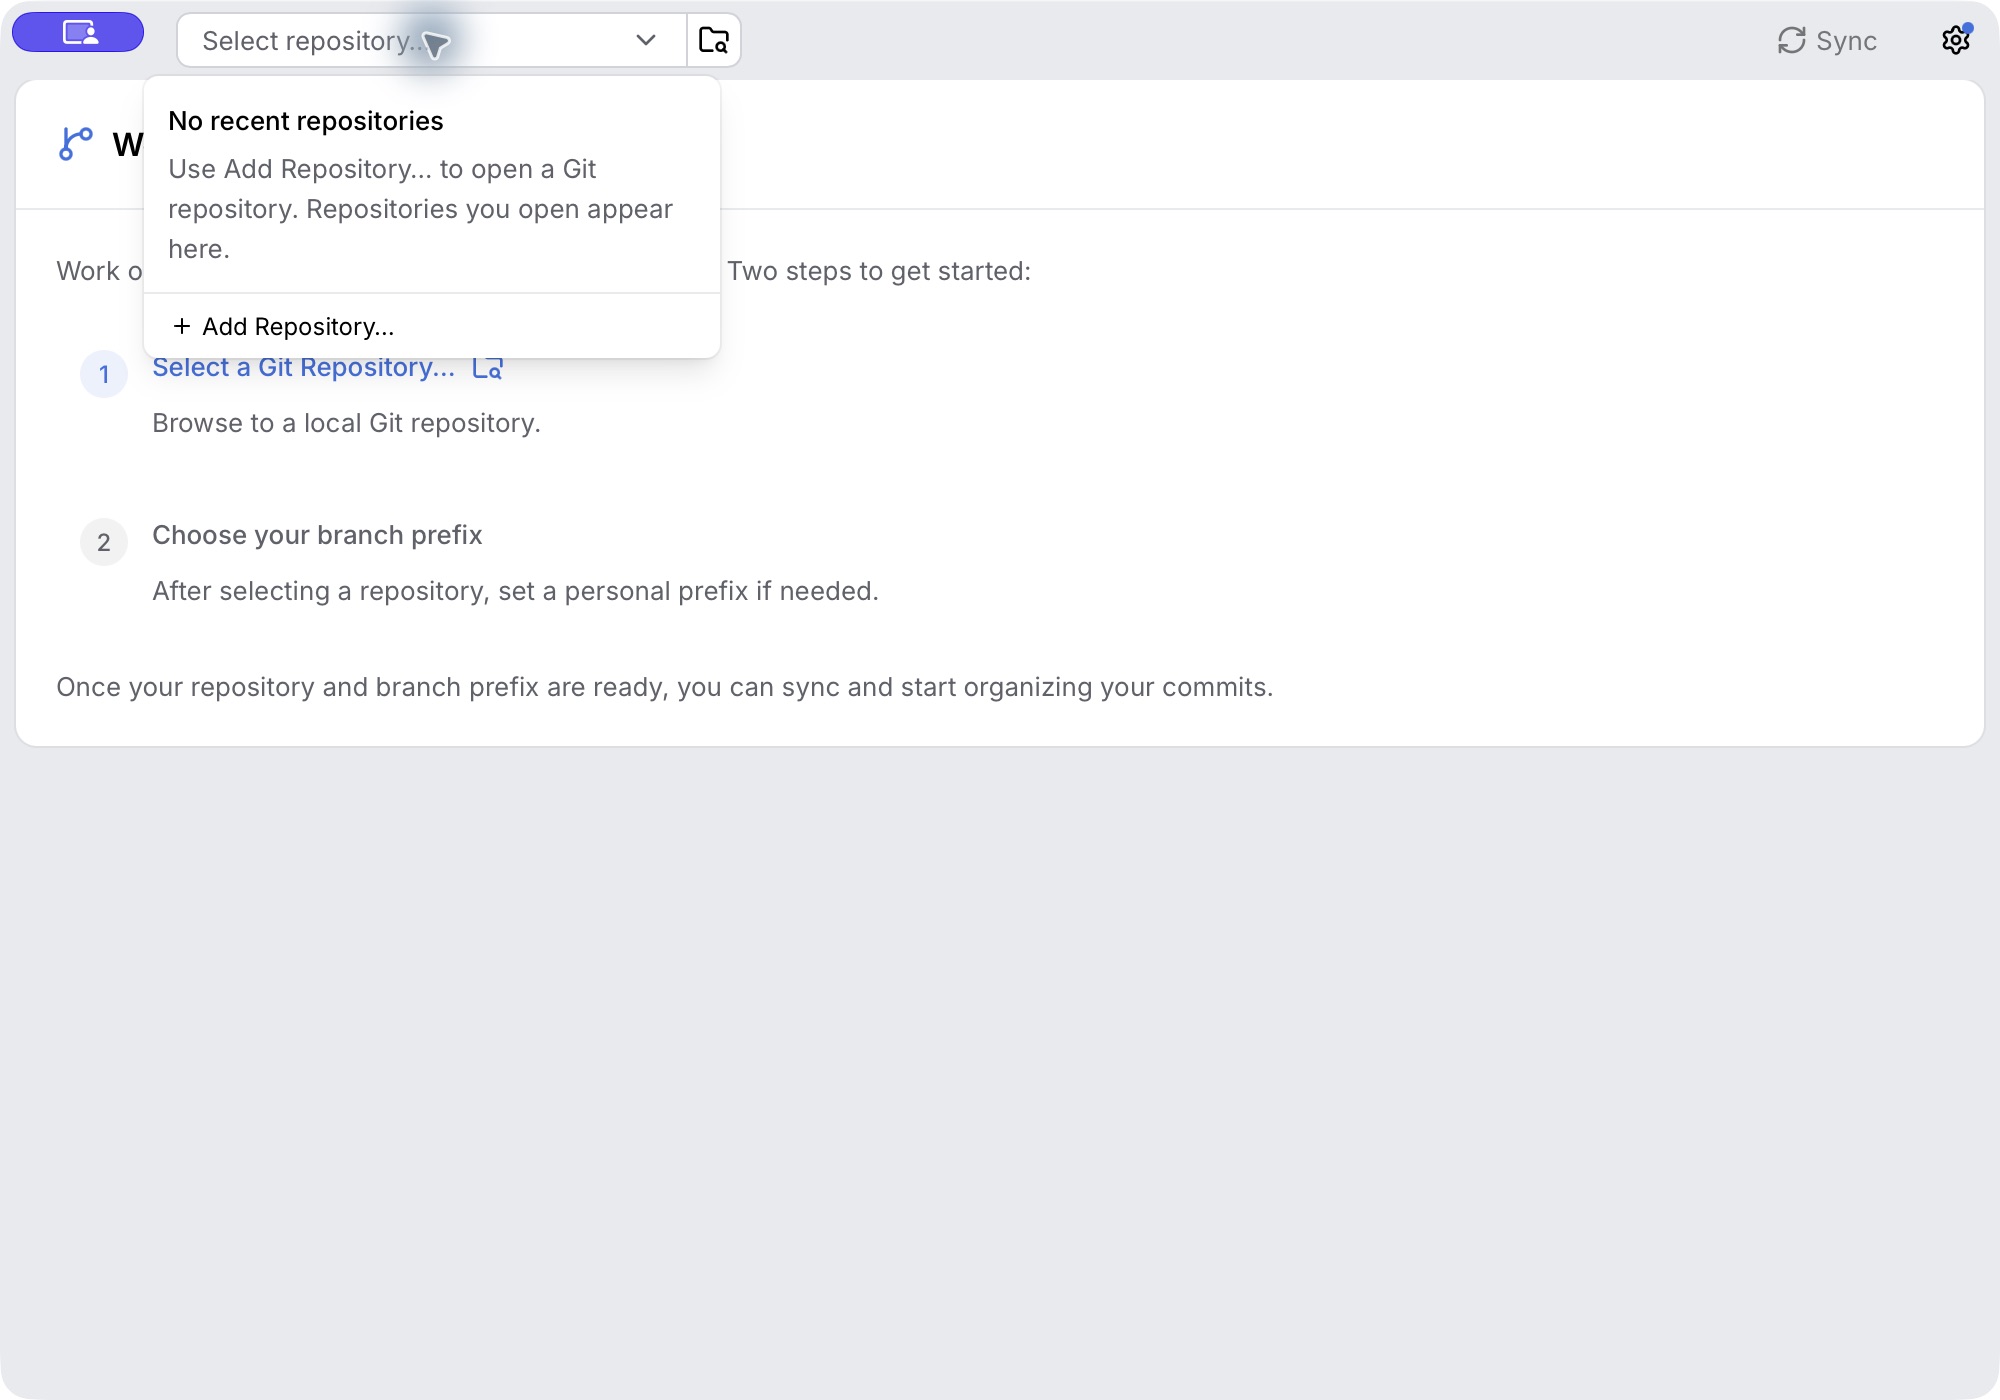 Select repository...
Sync
No recent repositories
Use Add Repository... to open a Git
repository. Repositories you open appear
here.
+ Add Repository...
W
Work o
Two steps to get started:
1
Select a Git Repository...
Browse to a local Git repository.
2
Choose your branch prefix
After selecting a repository, set a personal prefix if needed.
Once your repository and branch prefix are ready, you can sync and start organizing your commits.